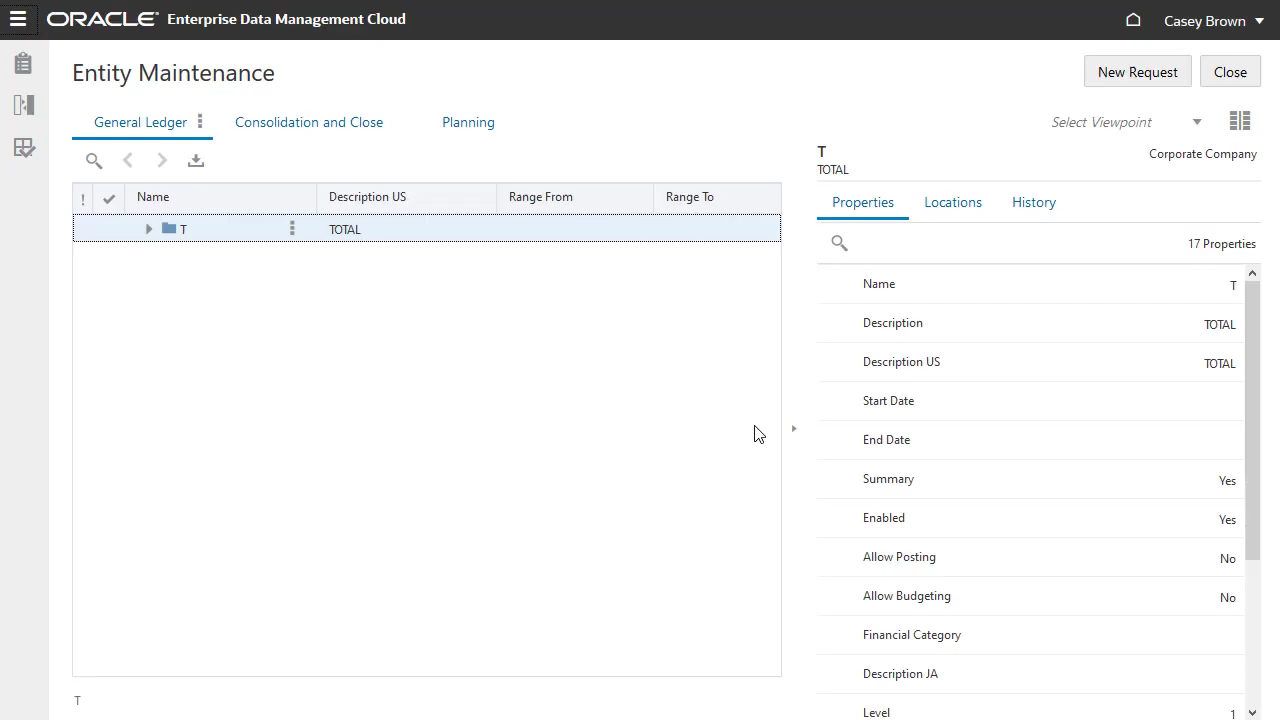 ORACLE® Enterprise Data Management Cloud
Casey Brown
Entity Maintenance
New Request
Close
General Ledger
Consolidation and Close
Planning
Select Viewpoint
! Name Description US Range From Range To
T TOTAL
T
T
TOTAL
Corporate Company
Properties Locations History
17 Properties
Name T
Description TOTAL
Description US TOTAL
Start Date
End Date
Summary Yes
Enabled Yes
Allow Posting No
Allow Budgeting No
Financial Category
Description JA
Level 1